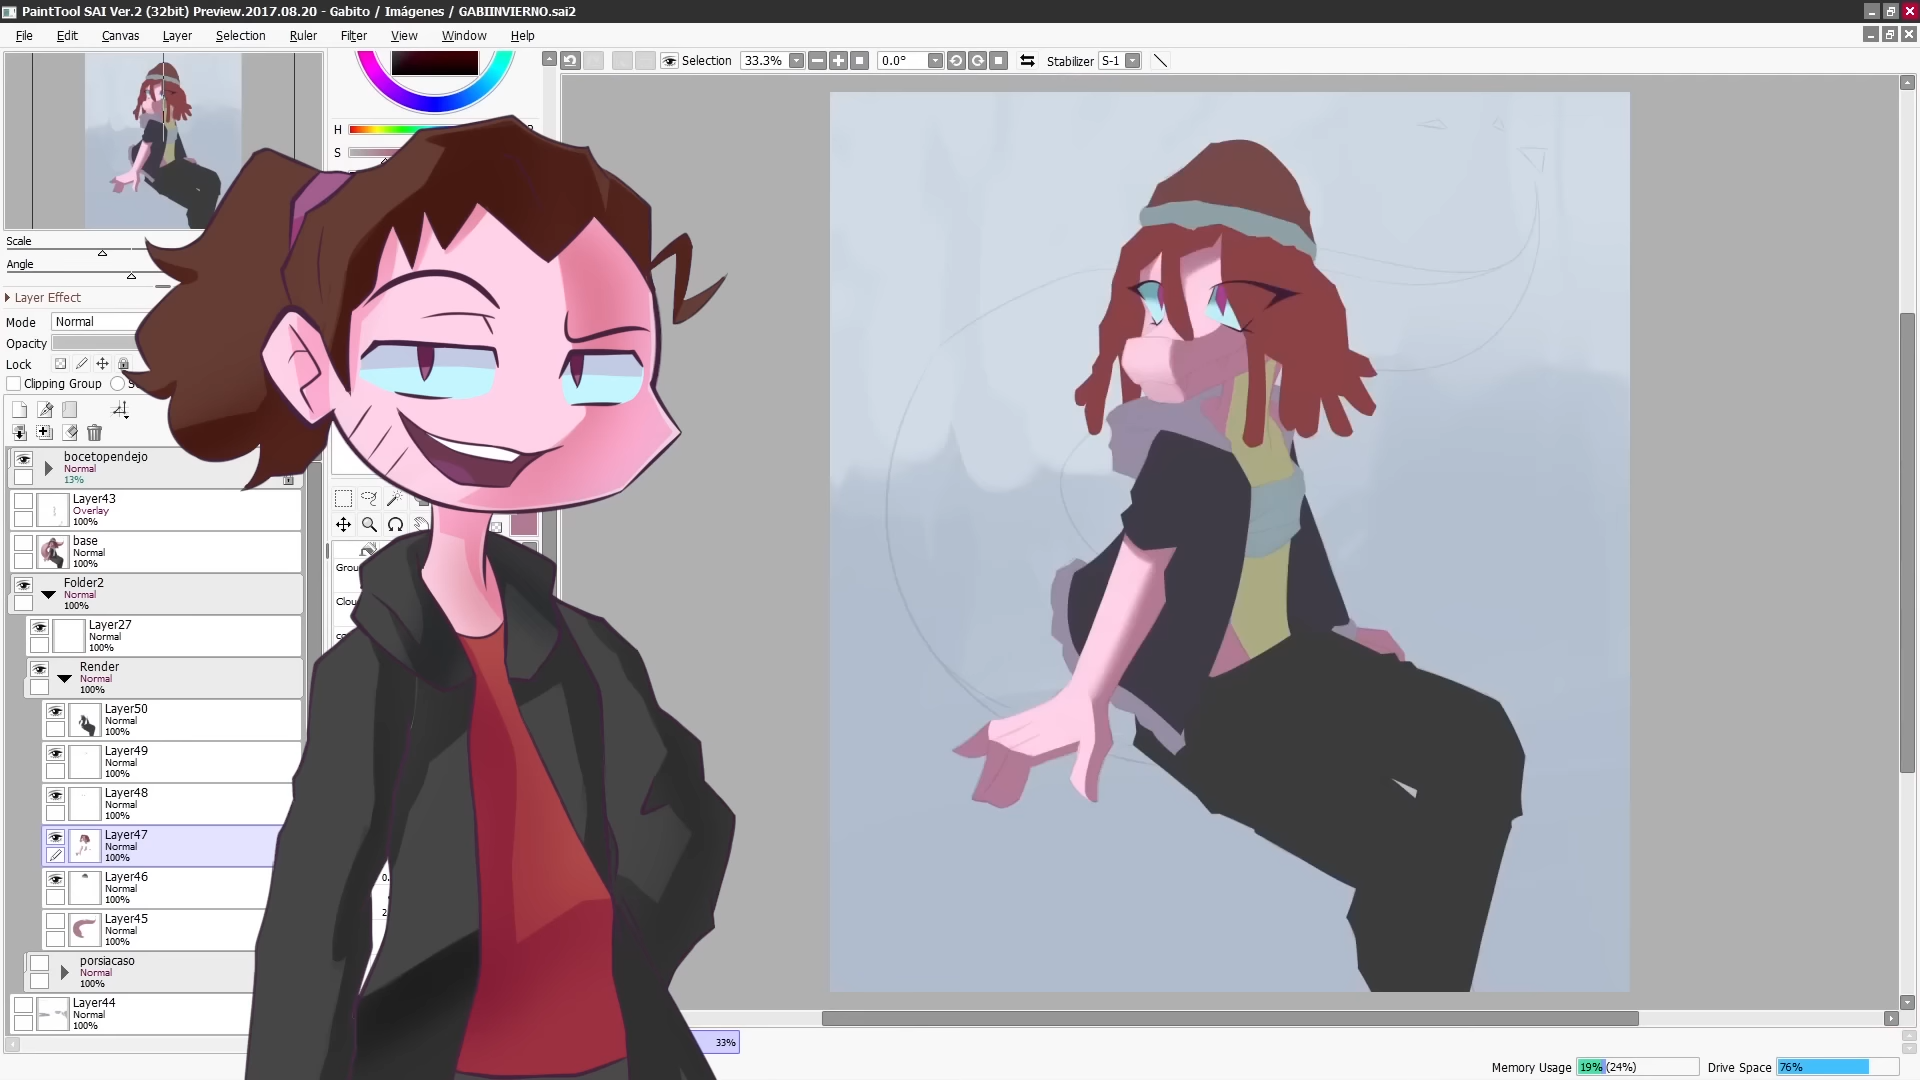 PaintTool SAI Ver.2 (32bit) Preview.2017.08.20 - Gabito / Imágenes / GABIINVIERNO.sai2
File Edit Canvas Layer Selection Ruler Filter View Window Help
Selection 33.3% 0.0° Stabilizer S-1
H
S
Scale
Angle
Layer Effect
Mode Normal
Opacity
Lock
Clipping Group
bocetopendejo
Normal
13%
Layer43
Overlay
100%
base
Normal
100%
Folder2
Normal
100%
Layer27
Normal
100%
Render
Normal
100%
Layer50
Normal
100%
Layer49
Normal
100%
Layer48
Normal
100%
Layer47
Normal
100%
Layer46
Normal
100%
Layer45
Normal
100%
porsiacaso
Normal
100%
Layer44
Normal
100%
33%
Memory Usage 19% (24%) Drive Space 76%